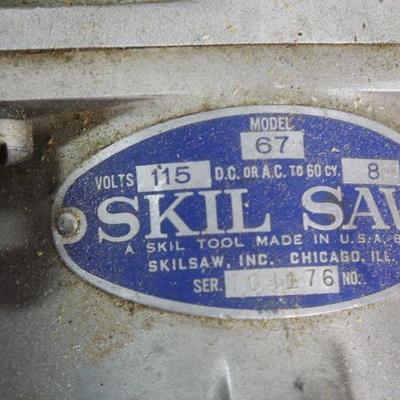 MODEL
67
VOLTS 115 D.C. OR A.C. TO 60 CY. 8
SKIL SAW
A SKIL TOOL MADE IN U.S.A. B
SKILSAW, INC. CHICAGO, ILL.
SER. NO.